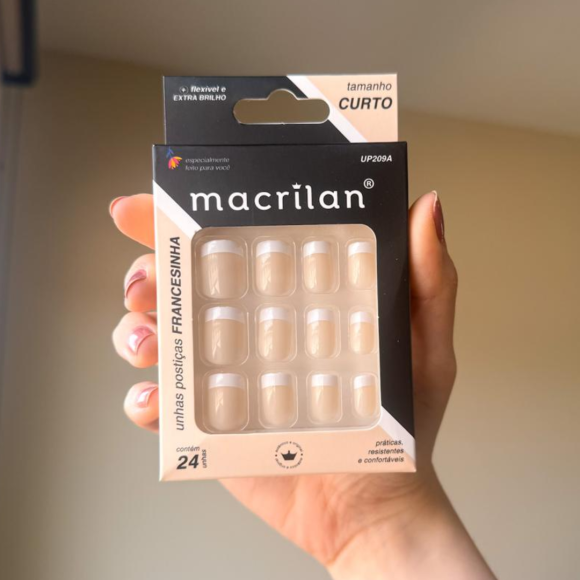 + flexível e
EXTRA BRILHO
tamanho
CURTO
especialmente
feito para você!
UP209A
macrilan®
unhas postiças FRANCESINHA
contém
24 unhas
práticas,
resistentes
e confortáveis